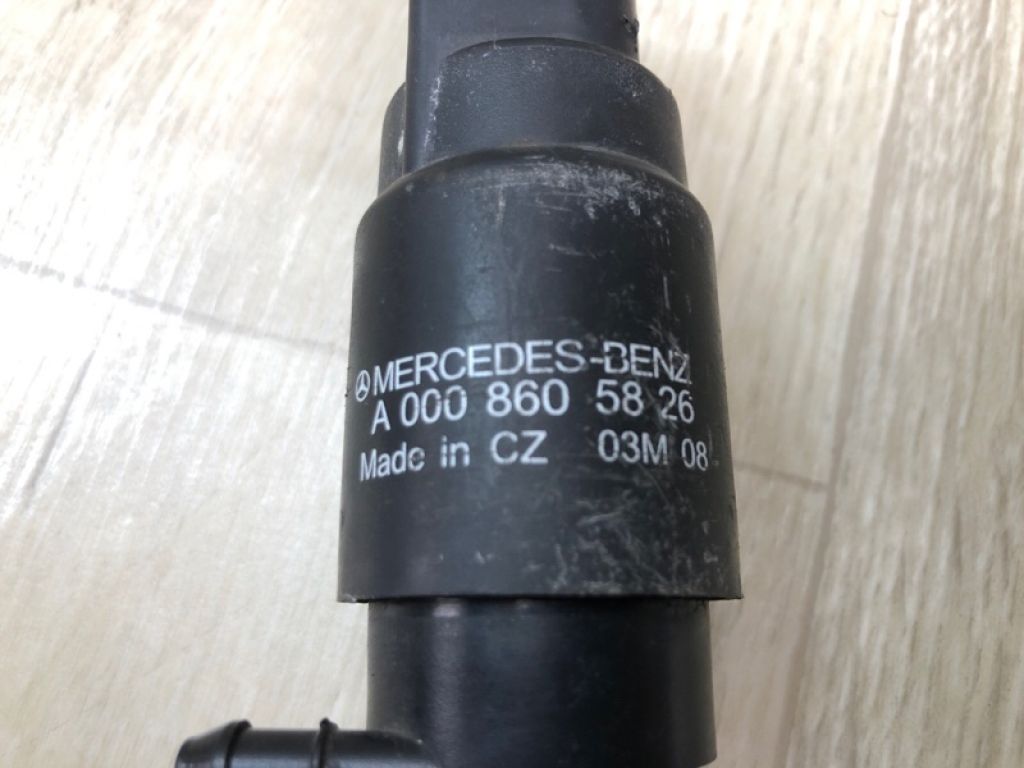 MERCEDES-BENZ
A 000 860 58 26
Made in CZ 03M 08